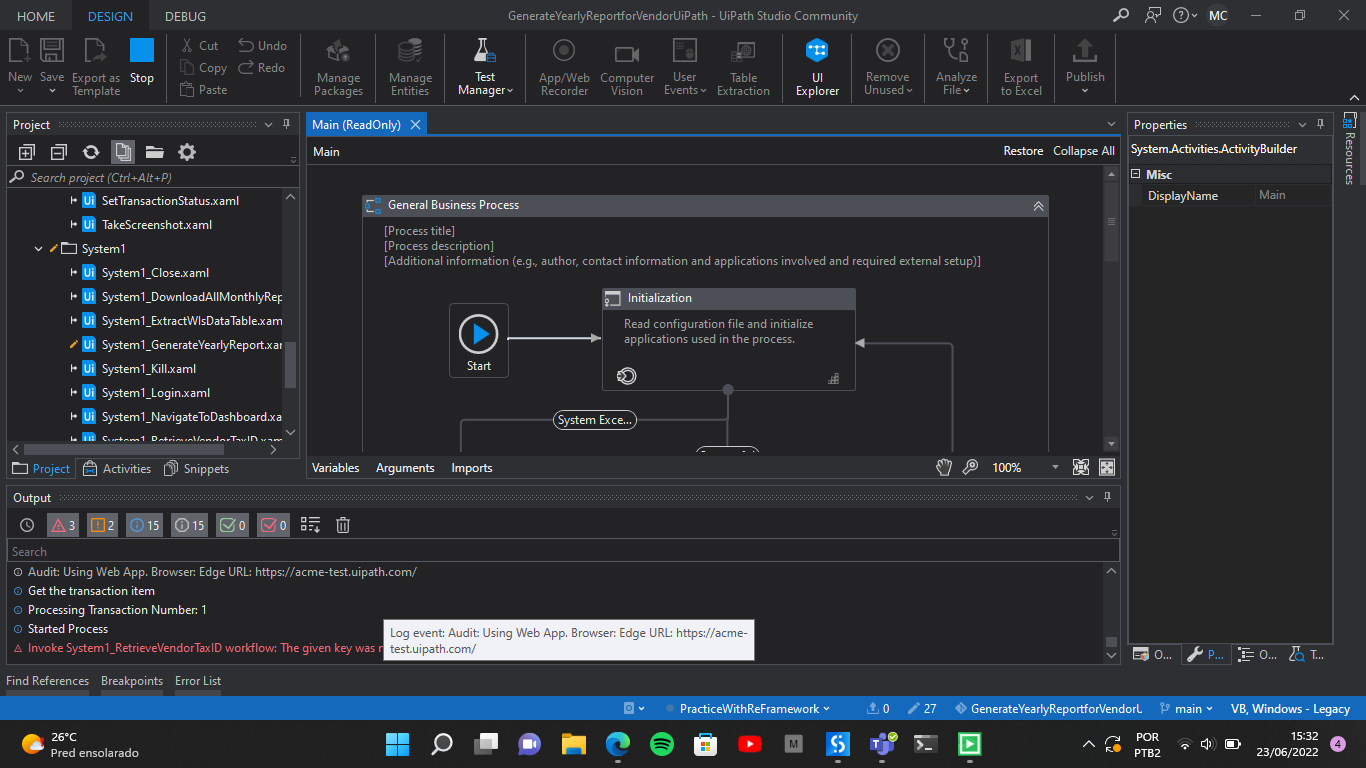 HOME
DESIGN
DEBUG
GenerateYearlyReportforVendorUiPath - UiPath Studio Community
MC
New
Save
Export as Template
Stop
Cut
Copy
Paste
Undo
Redo
Manage Packages
Manage Entities
Test Manager
App/Web Recorder
Computer Vision
User Events
Table Extraction
UI Explorer
Remove Unused
Analyze File
Export to Excel
Publish
Project
Search project (Ctrl+Alt+P)
SetTransactionStatus.xaml
TakeScreenshot.xaml
System1
System1_Close.xaml
System1_DownloadAllMonthlyRep
System1_ExtractWIsDataTable.xam
System1_GenerateYearlyReport.xar
System1_Kill.xaml
System1_Login.xaml
System1_NavigateToDashboard.xa
System1_RetrieveVendorTaxID.xam
Project
Activities
Snippets
Main (ReadOnly)
Main
Restore
Collapse All
General Business Process
[Process title]
[Process description]
[Additional information (e.g., author, contact information and applications involved and required external setup)]
Start
Initialization
Read configuration file and initialize
applications used in the process.
System Exce...
Variables
Arguments
Imports
100%
Properties
System.Activities.ActivityBuilder
Misc
DisplayName
Main
Resources
O...
P...
O...
T...
Output
3
2
15
15
0
0
Search
Audit: Using Web App. Browser: Edge URL: https://acme-test.uipath.com/
Get the transaction item
Processing Transaction Number: 1
Started Process
Invoke System1_RetrieveVendorTaxID workflow: The given key was
Log event: Audit: Using Web App. Browser: Edge URL: https://acme-
test.uipath.com/
Find References
Breakpoints
Error List
PracticeWithReFramework
0
27
GenerateYearlyReportforVendorU
main
VB, Windows - Legacy
26°C
Pred ensolarado
M
POR
PTB2
15:32
23/06/2022
4